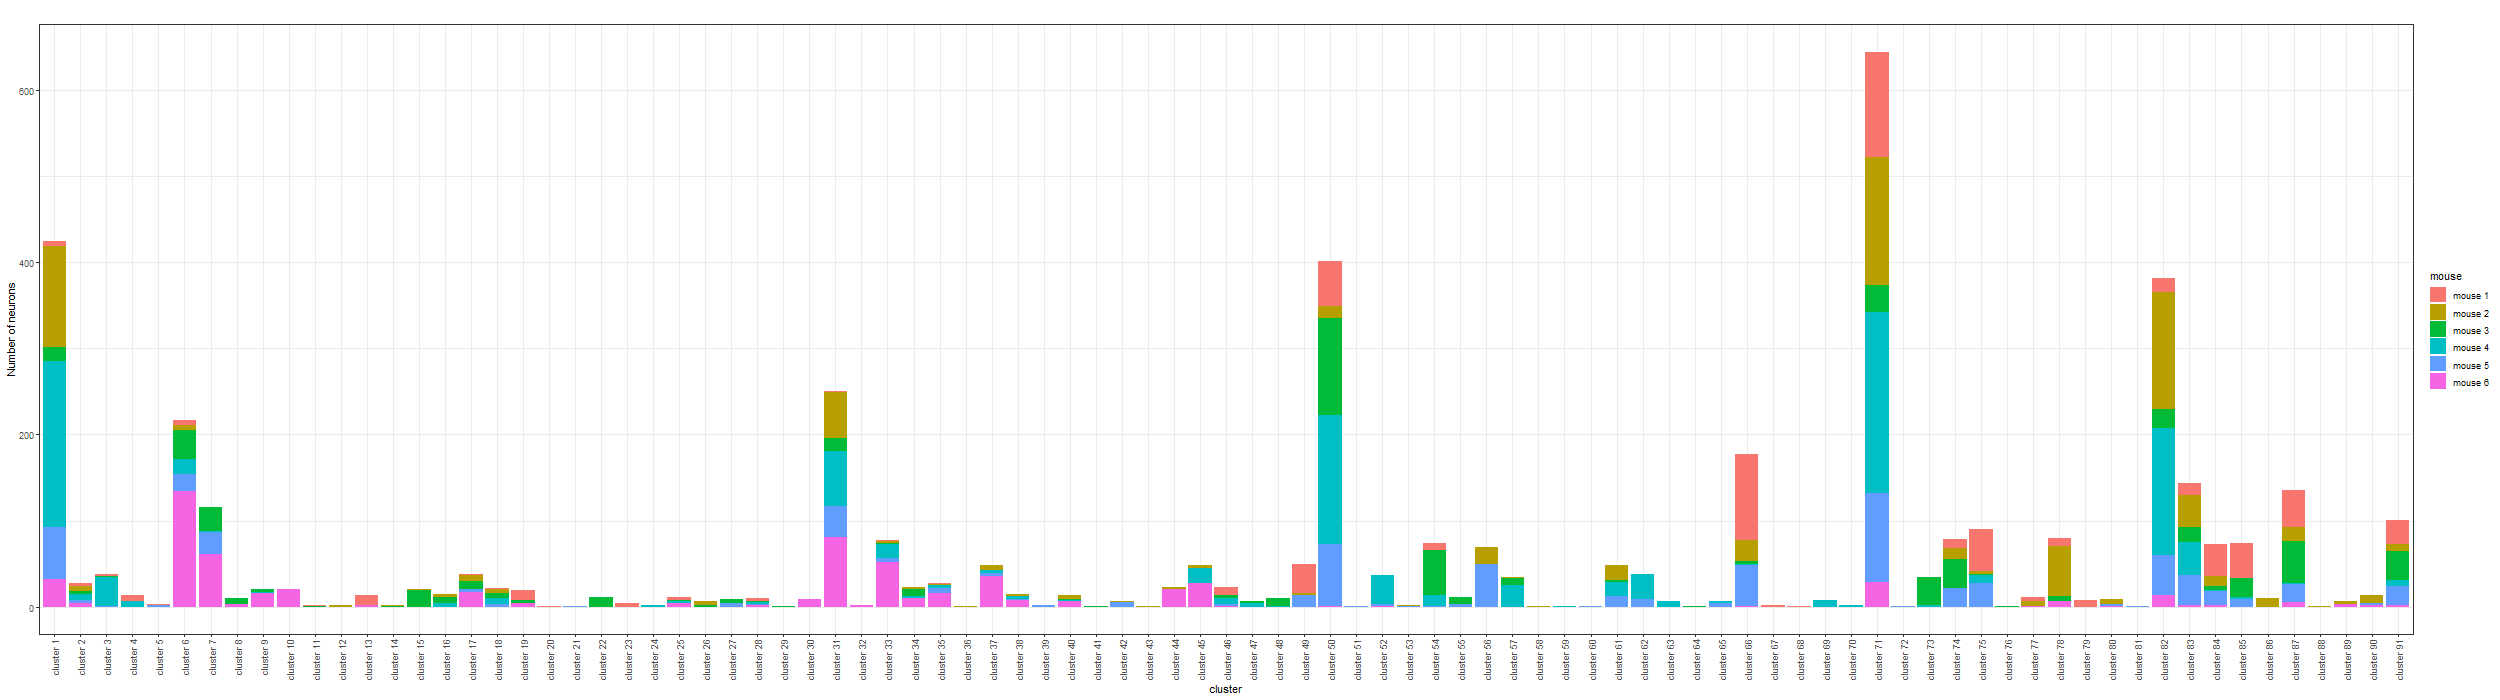 600
400
200
0
Number of neurons
cluster 1
cluster 2
cluster 3
cluster 4
cluster 5
cluster 6
cluster 7
cluster 8
cluster 9
cluster 10
cluster 11
cluster 12
cluster 13
cluster 14
cluster 15
cluster 16
cluster 17
cluster 18
cluster 19
cluster 20
cluster 21
cluster 22
cluster 23
cluster 24
cluster 25
cluster 26
cluster 27
cluster 28
cluster 29
cluster 30
cluster 31
cluster 32
cluster 33
cluster 34
cluster 35
cluster 36
cluster 37
cluster 38
cluster 39
cluster 40
cluster 41
cluster 42
cluster 43
cluster 44
cluster 45
cluster 46
cluster 47
cluster 48
cluster 49
cluster 50
cluster 51
cluster 52
cluster 53
cluster 54
cluster 55
cluster 56
cluster 57
cluster 58
cluster 59
cluster 60
cluster 61
cluster 62
cluster 63
cluster 64
cluster 65
cluster 66
cluster 67
cluster 68
cluster 69
cluster 70
cluster 71
cluster 72
cluster 73
cluster 74
cluster 75
cluster 76
cluster 77
cluster 78
cluster 79
cluster 80
cluster 81
cluster 82
cluster 83
cluster 84
cluster 85
cluster 86
cluster 87
cluster 88
cluster 89
cluster 90
cluster 91
cluster
mouse
mouse 1
mouse 2
mouse 3
mouse 4
mouse 5
mouse 6